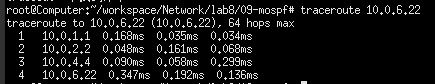 root@Computer:~/workspace/Network/lab8/09-mospf# traceroute 10.0.6.22
traceroute to 10.0.6.22 (10.0.6.22), 64 hops max
1 10.0.1.1 0.168ms 0.035ms 0.034ms
2 10.0.2.2 0.048ms 0.161ms 0.068ms
3 10.0.4.4 0.090ms 0.058ms 0.299ms
4 10.0.6.22 0.347ms 0.192ms 0.136ms